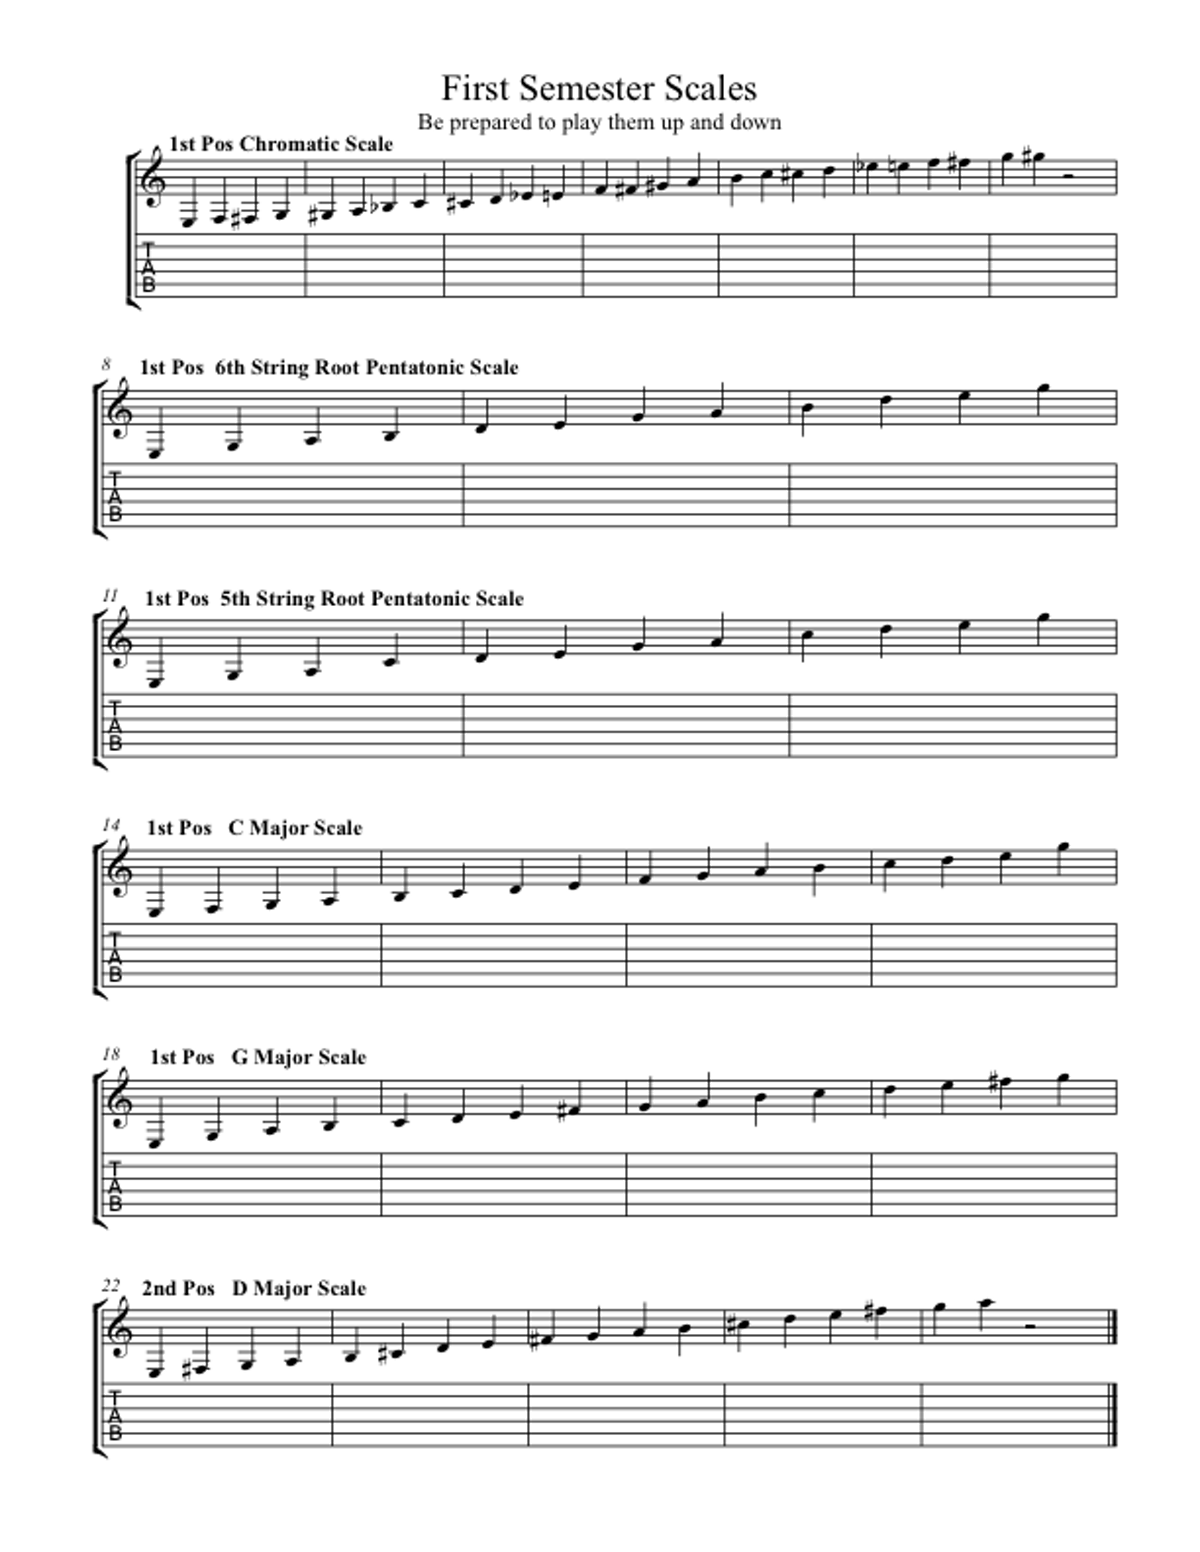 First Semester Scales
Be prepared to play them up and down
1st Pos Chromatic Scale
T
A
B
8
1st Pos 6th String Root Pentatonic Scale
T
A
B
11
1st Pos 5th String Root Pentatonic Scale
T
A
B
14
1st Pos C Major Scale
T
A
B
18
1st Pos G Major Scale
T
A
B
22
2nd Pos D Major Scale
T
A
B